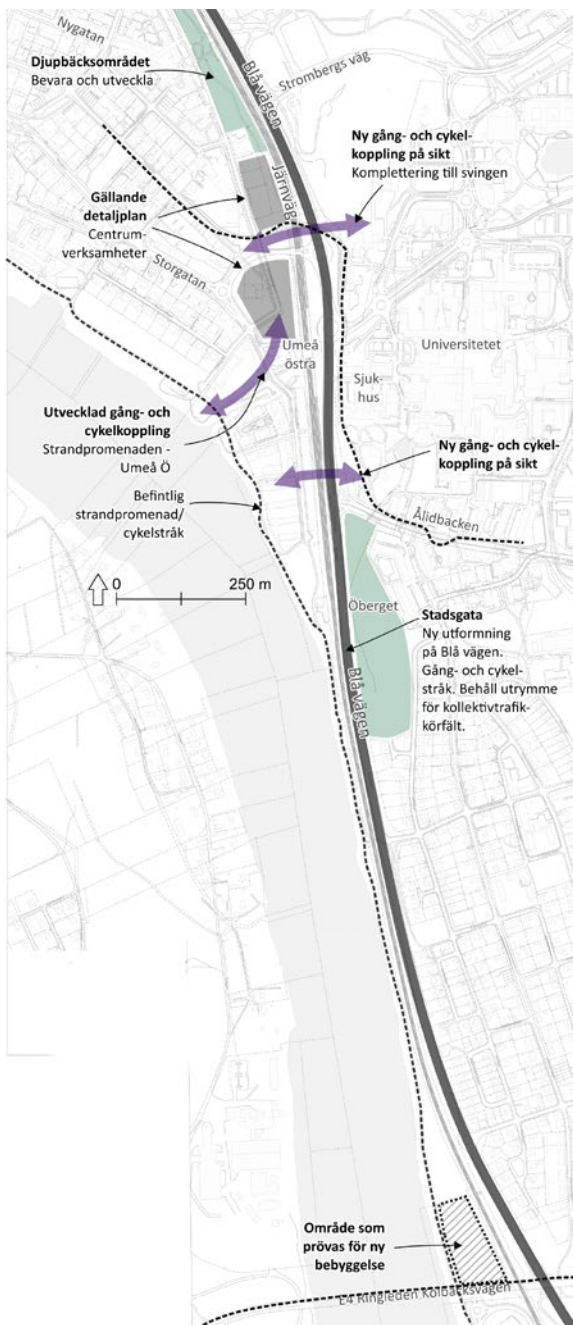 Nygatan
Djupbäcksområdet
Bevara och utveckla
Blå vägen
Strombergs väg
Ny gång- och cykel-
koppling på sikt
Komplettering till svingen
Järnväg
Gällande
detaljplan
Centrum-
verksamheter
Storgatan
Umeå
östra
Universitetet
Sjuk-
hus
Utvecklad gång- och
cykelkoppling
Strandpromenaden -
Umeå Ö
Ny gång- och cykel-
koppling på sikt
Befintlig
strandpromenad/
cykelstråk
Ålidbacken
0 250 m
Öberget
Stadsgata
Ny utformning
på Blå vägen.
Gång- och cykel-
stråk. Behåll utrymme
för kollektivtrafik-
körfält.
Blå vägen
Område som
prövas för ny
bebyggelse
E4 Ringleden Kolbäcksvägen